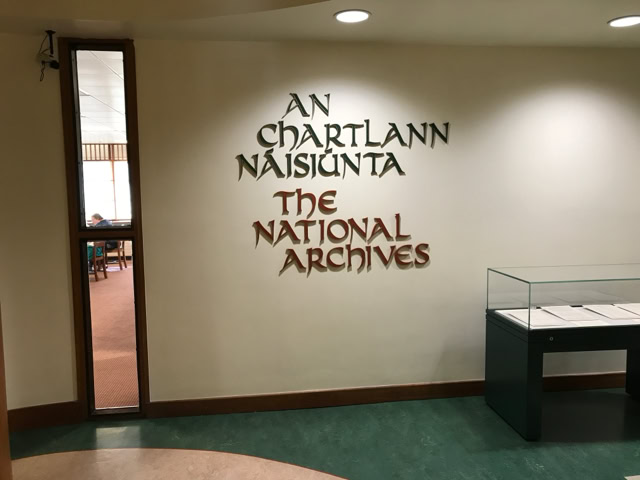 AN
CHARTLANN
NÁISIÚNTA
THE
NATIONAL
ARCHIVES